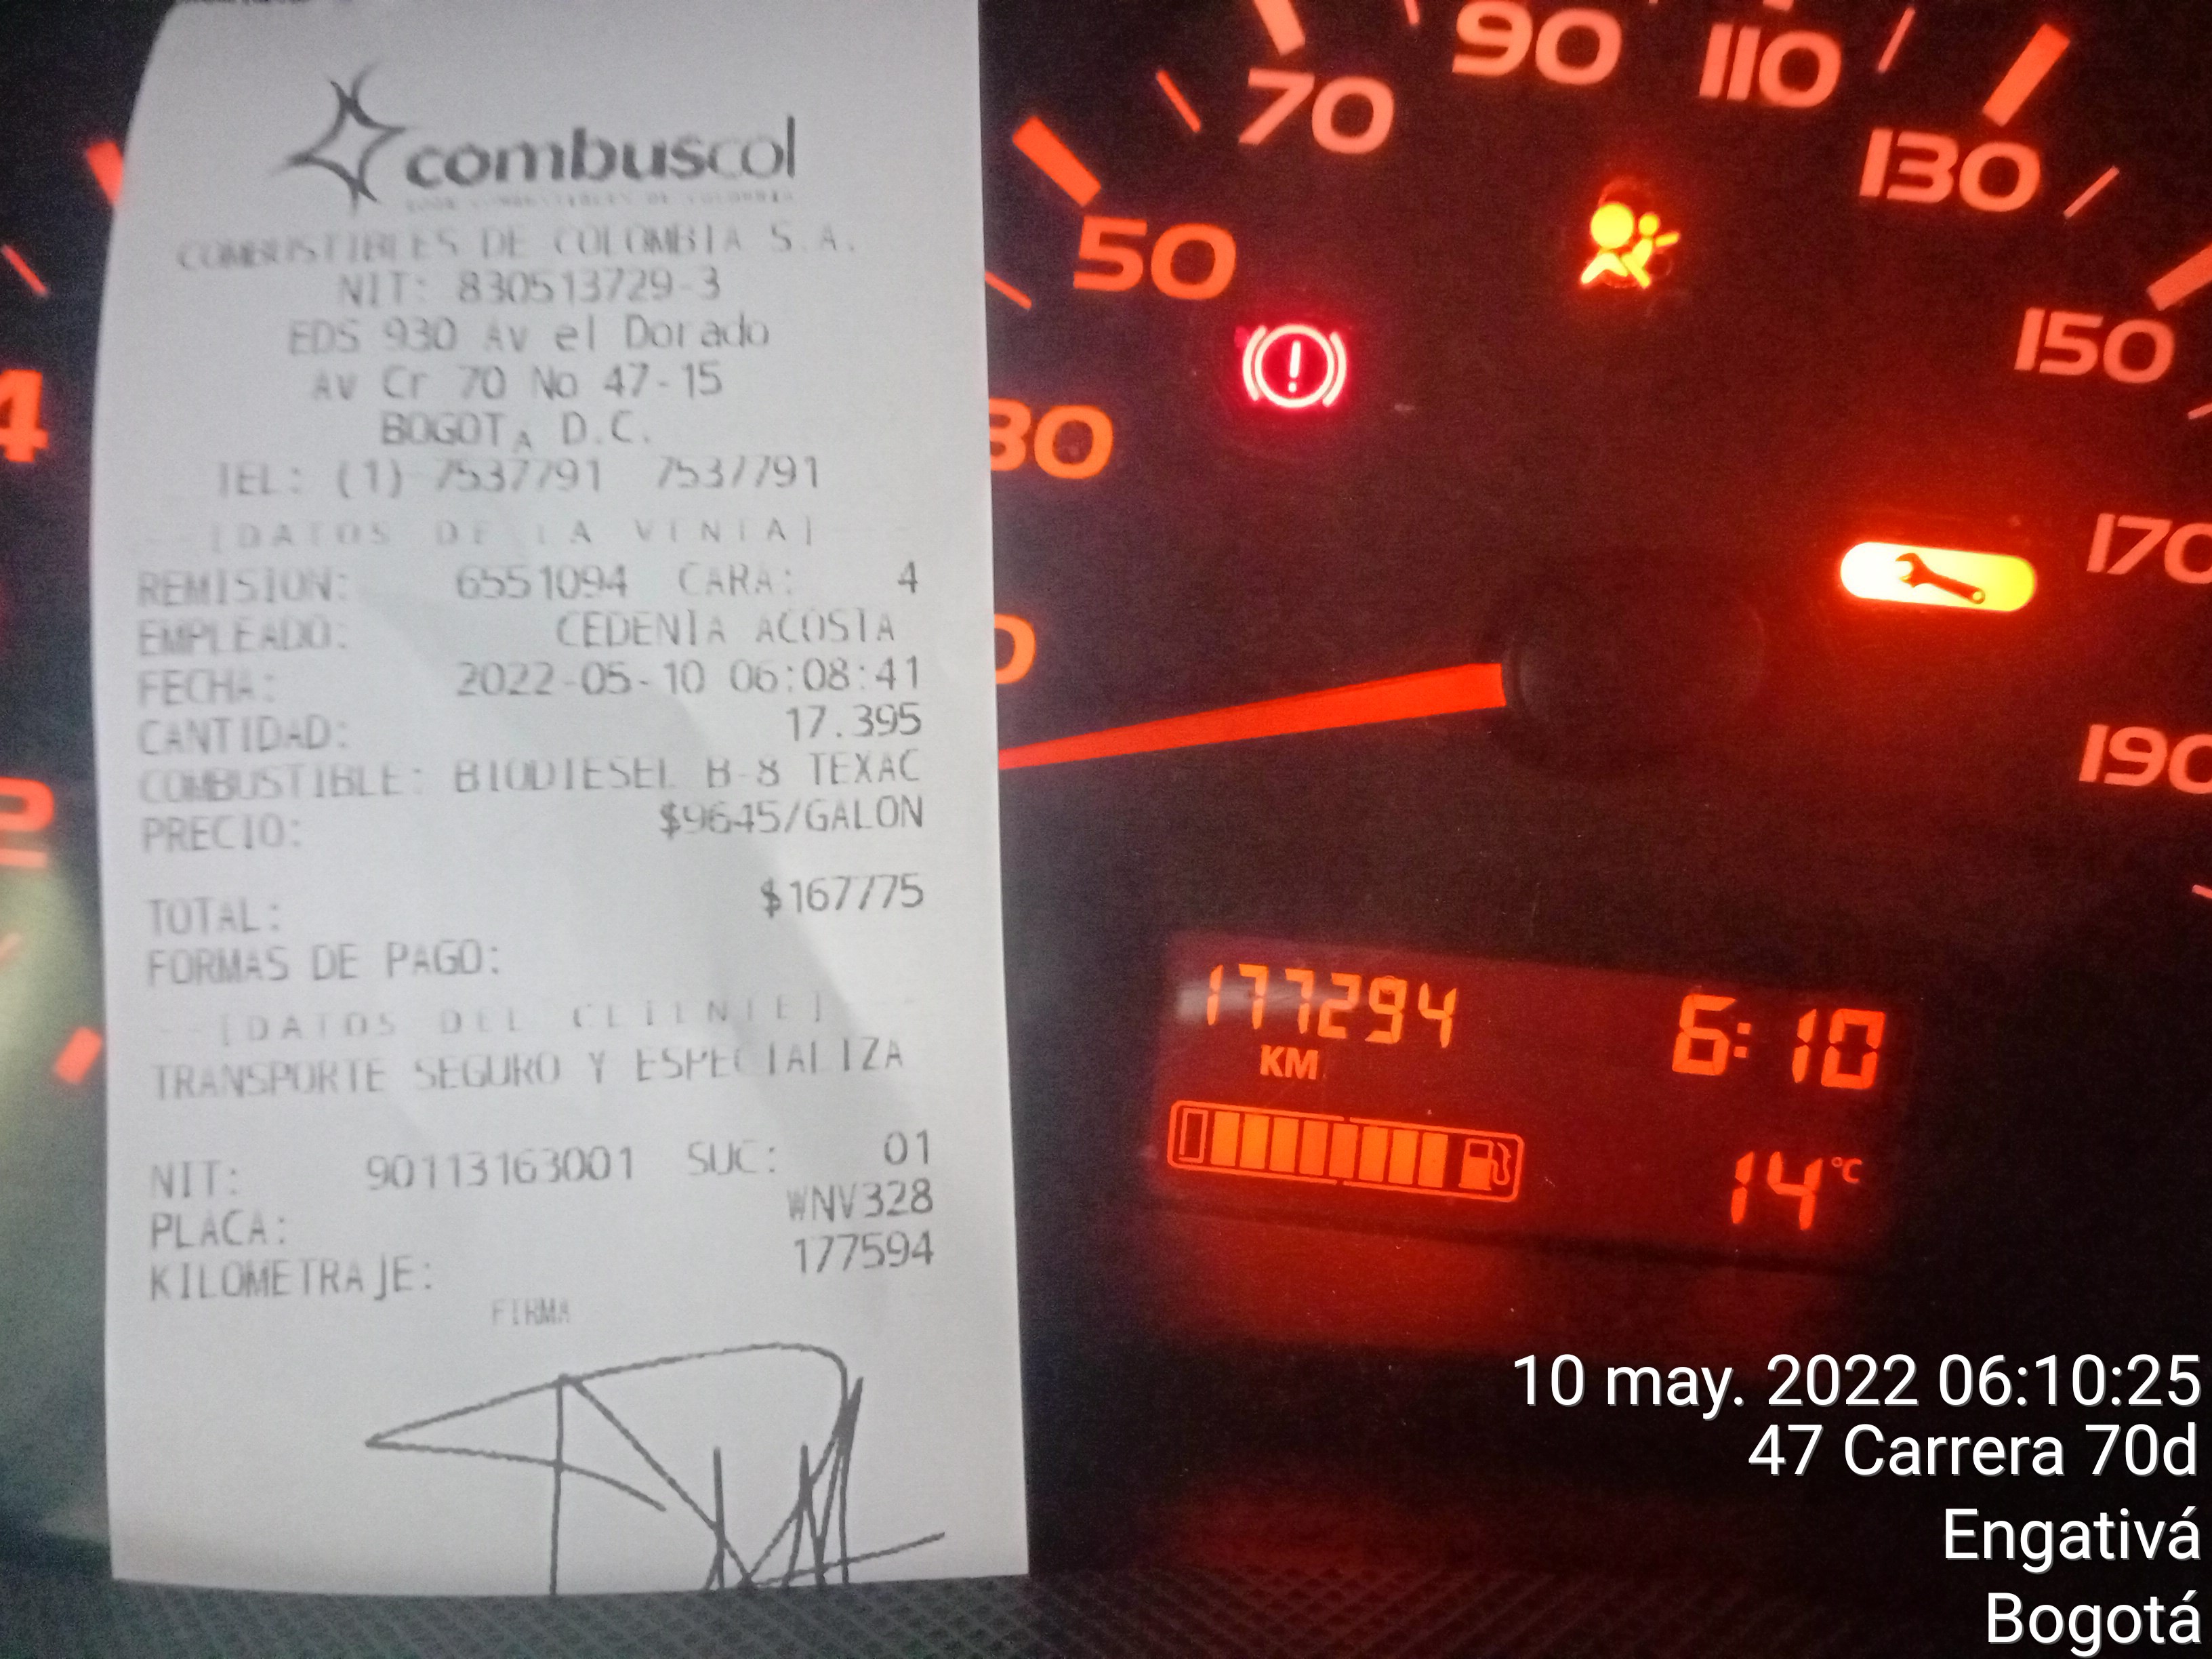 combuscol
COMBUSTIBLES DE COLOMBIA S.A.
NIT: 830513729-3
EDS 930 Av el Dorado
Av Cr 70 No 47-15
BOGOTA D.C.
TEL: (1) 7537791 7537791
[DATOS DE LA VENTA]
REMISION: 6551094 CARA: 4
EMPLEADO: CEDENIA ACOSTA
FECHA: 2022-05-10 06:08:41
CANTIDAD: 17.395
COMBUSTIBLE: BIODIESEL B-8 TEXAC
PRECIO: $9645/GALON
TOTAL: $167775
FORMAS DE PAGO:
[DATOS DEL CLIENTE]
TRANSPORTE SEGURO Y ESPECIALIZA
NIT: 90113163001 SUC: 01
PLACA: WNV328
KILOMETRAJE: 177594
FIRMA
4
2
30
50
70
90
110
130
150
170
190
177294 6:10
KM
14°C
10 may. 2022 06:10:25
47 Carrera 70d
Engativá
Bogotá